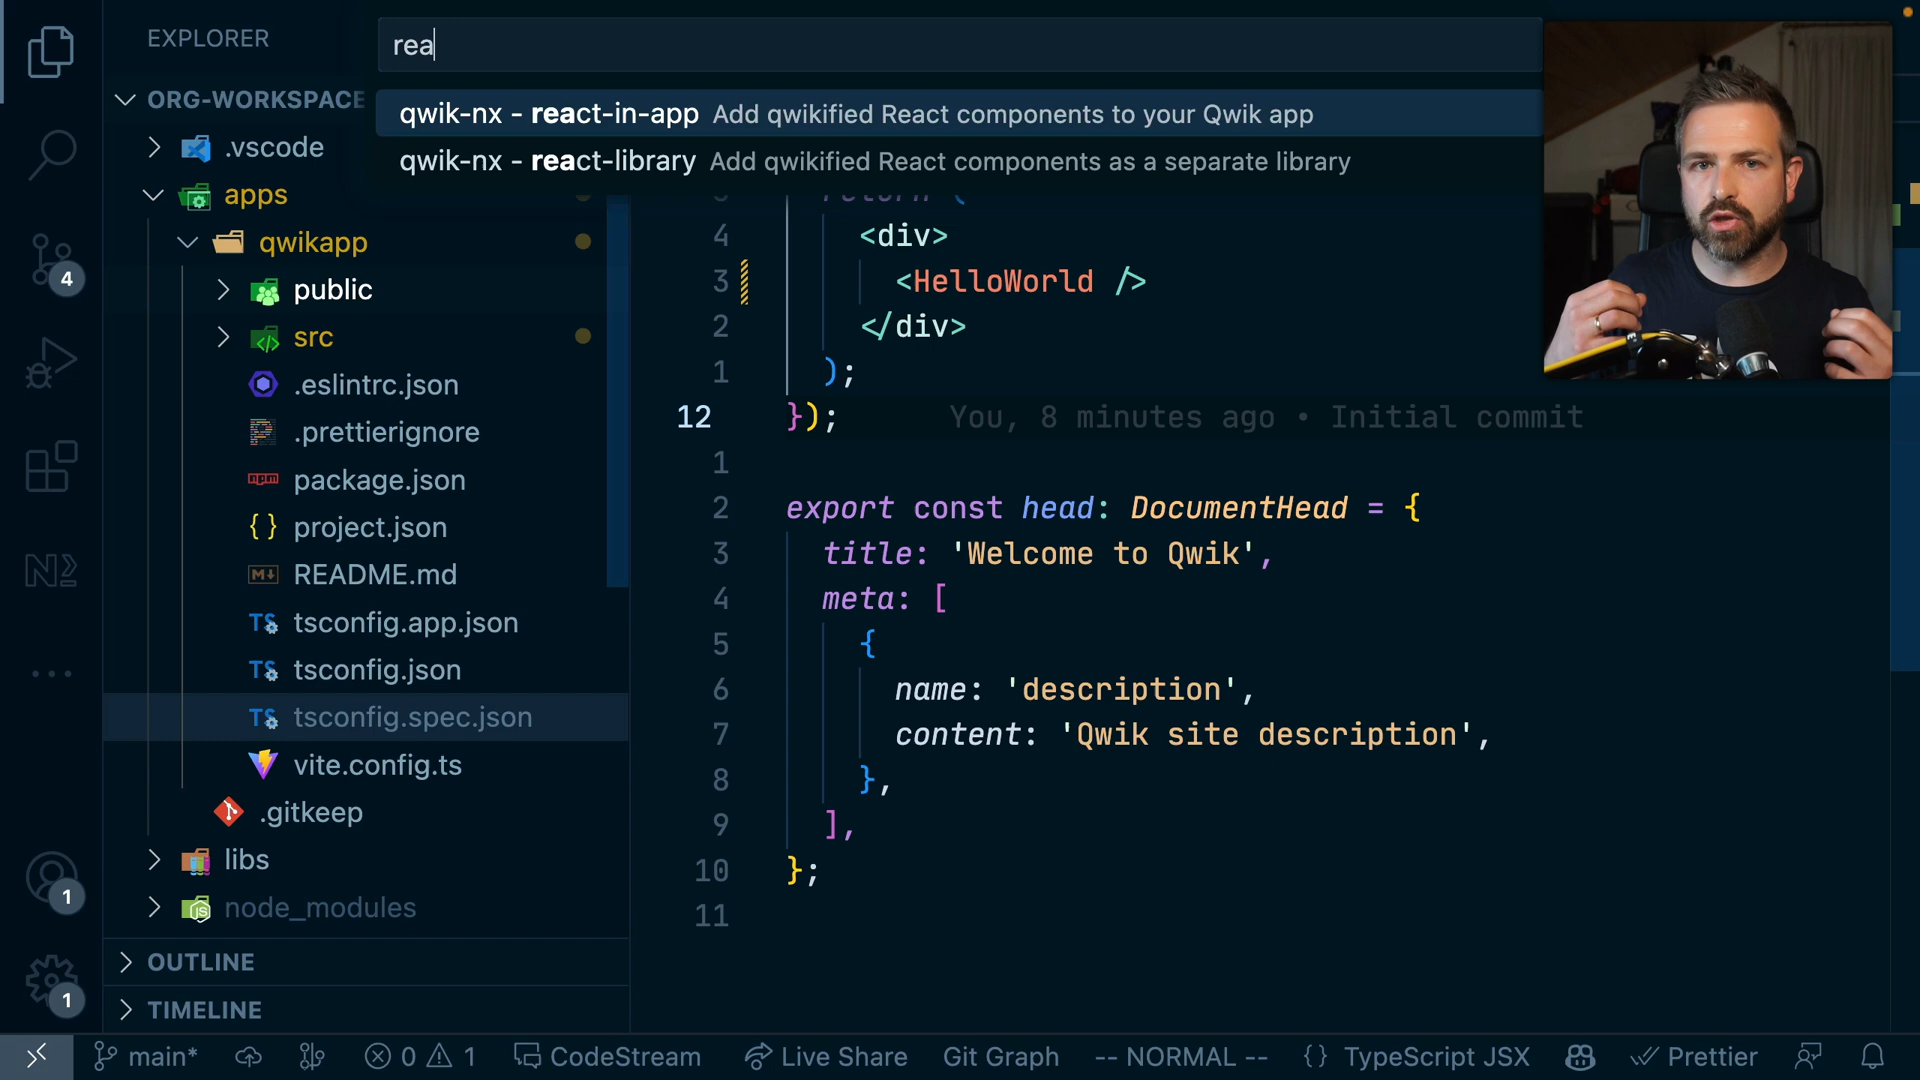 EXPLORER
rea
ORG-WORKSPACE
qwik-nx – react-in-app Add qwikified React components to your Qwik app
qwik-nx – react-library Add qwikified React components as a separate library
.vscode
apps
qwikapp
public
src
.eslintrc.json
.prettierignore
package.json
{ } project.json
README.md
TS tsconfig.app.json
TS tsconfig.json
TS tsconfig.spec.json
vite.config.ts
.gitkeep
libs
node_modules
OUTLINE
TIMELINE
4
1
1
return (
4 <div>
3 <HelloWorld />
2 </div>
1 );
12 }); You, 8 minutes ago • Initial commit
1
2 export const head: DocumentHead = {
3 title: 'Welcome to Qwik',
4 meta: [
5 {
6 name: 'description',
7 content: 'Qwik site description',
8 },
9 ],
10 };
11
main* 0 1 CodeStream Live Share Git Graph -- NORMAL -- { } TypeScript JSX Prettier